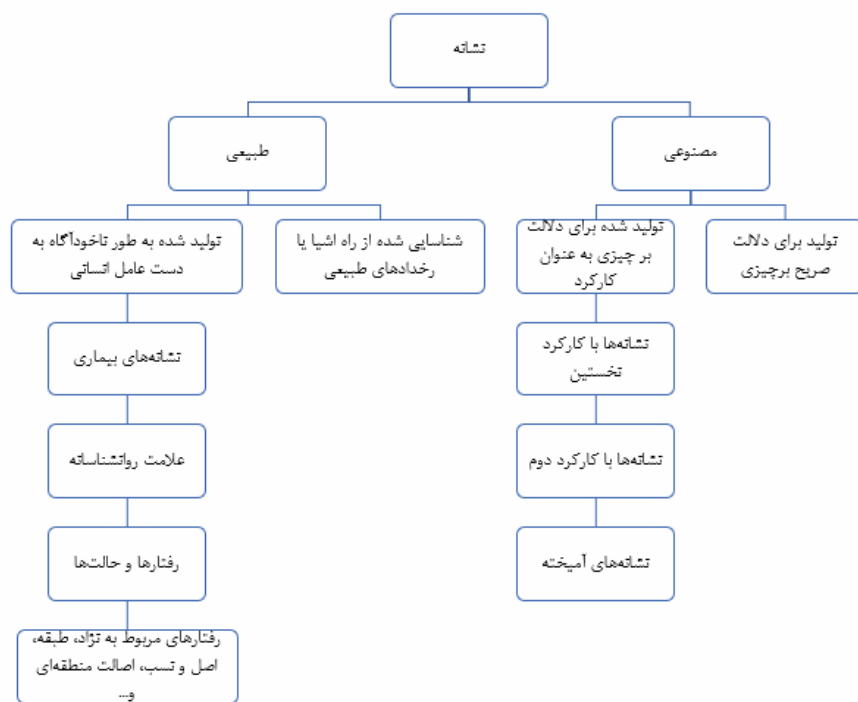 نشانه
مصنوعی
طبیعی
تولید برای دلالت
صریح برچیزی
تولید شده برای دلالت
بر چیزی به عنوان
کارکرد
شناسایی شده از راه اشیا یا
رخدادهای طبیعی
تولید شده به طور ناخودآگاه به
دست عامل انسانی
نشانه‌ها با کارکرد
نخستین
نشانه‌ها با کارکرد دوم
نشانه‌های آمیخته
نشانه‌های بیماری
علامت روانشناسانه
رفتارها و حالت‌ها
رفتارهای مربوط به نژاد، طبقه،
اصل و نسب، اصالت منطقه‌ای
و...